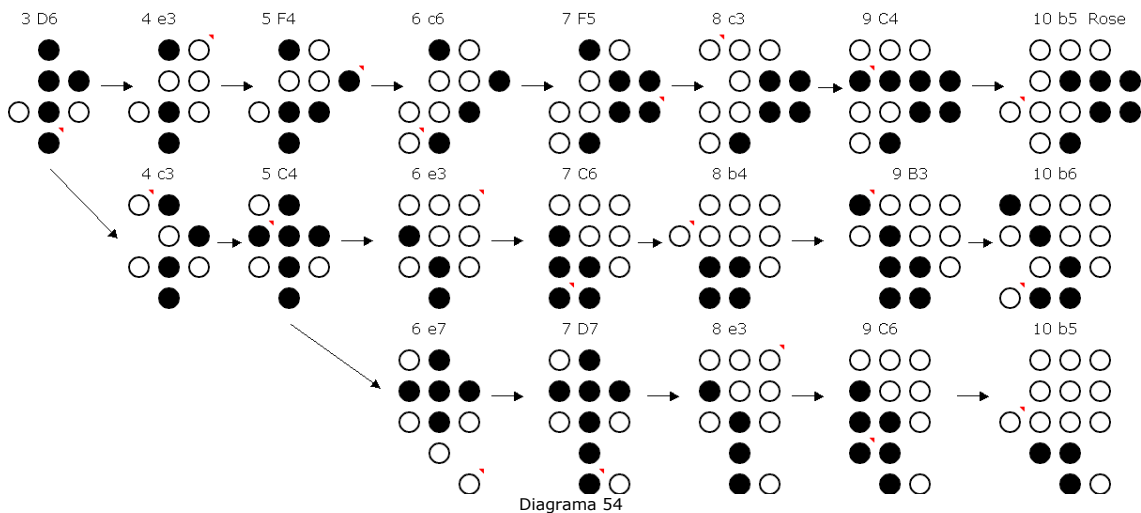 3 D6 4 e3 5 F4 6 c6 7 F5 8 c3 9 C4 10 b5 Rose
4 c3 5 C4 6 e3 7 C6 8 b4 9 B3 10 b6
6 e7 7 D7 8 e3 9 C6 10 b5
Diagrama 54